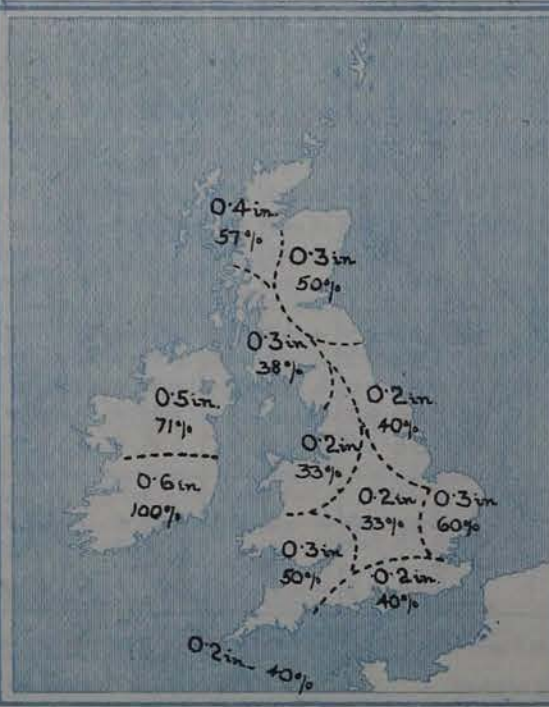 0·4 in.
57%
0·3 in
50%
0·3 in
38%
0·5 in.
71%
0·2 in.
40%
0·2 in
33%
0·6 in
100%
0·2 in
33%
0·3 in
60%
0·3 in
50%
0·2 in.
40%
0·2 in— 40%